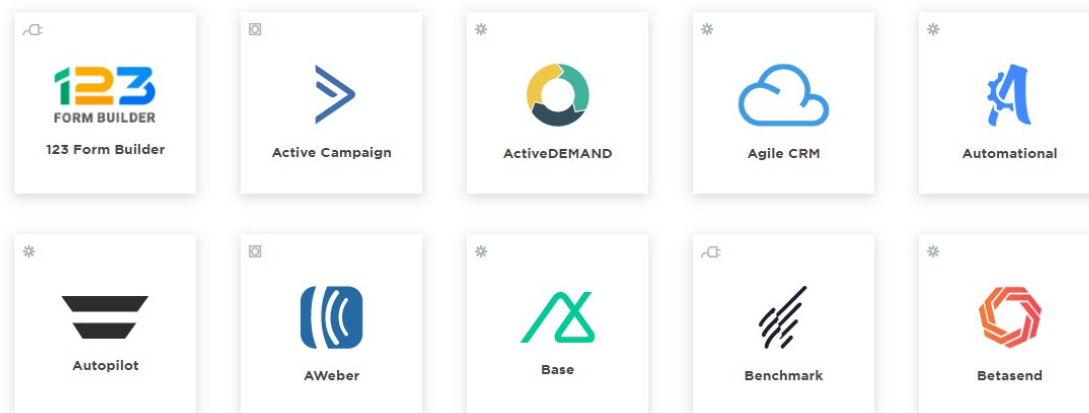 123
FORM BUILDER
123 Form Builder
Active Campaign
ActiveDEMAND
Agile CRM
Automational
Autopilot
AWeber
Base
Benchmark
Betasend